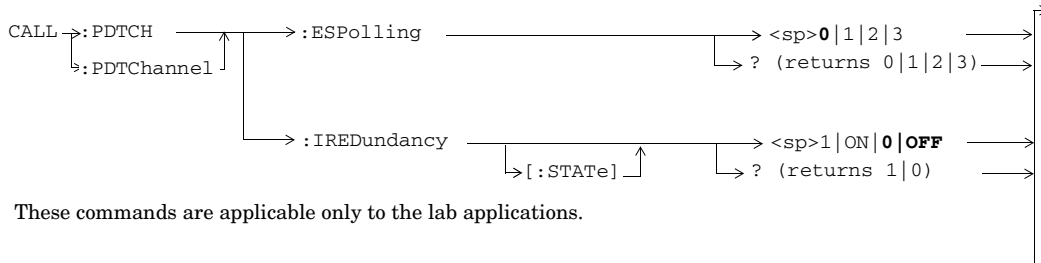 CALL :PDTCH :ESPolling <sp>0|1|2|3
:PDTChannel ? (returns 0|1|2|3)
:IREDundancy <sp>1|ON|0|OFF
[:STATe] ? (returns 1|0)
These commands are applicable only to the lab applications.